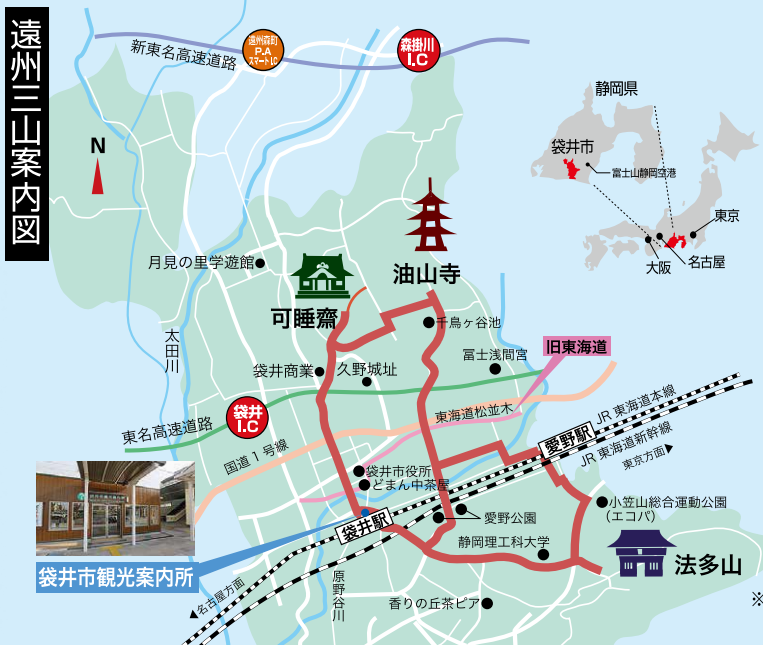 遠州三山案内図
新東名高速道路
遠州森町
P.A
スマートI.C
森掛川
I.C
N
静岡県
袋井市
富士山静岡空港
東京
名古屋
大阪
油山寺
月見の里学遊館
可睡齋
千鳥ヶ谷池
太田川
冨士浅間宮
旧東海道
袋井商業
久野城址
袋井
I.C
東名高速道路
東海道松並木
国道1号線
JR 東海道本線
愛野駅
JR 東海道新幹線
東京方面▶
袋井市役所
どまん中茶屋
小笠山総合運動公園
(エコパ)
愛野公園
袋井駅
静岡理工科大学
法多山
袋井市観光案内所
◀名古屋方面
原野谷川
香りの丘茶ピア
※